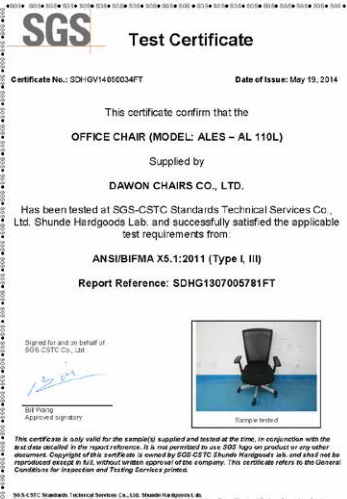 SGS
Test Certificate
Certificate No.: SDHGV14050034FT
Date of Issue: May 19, 2014
This certificate confirm that the
OFFICE CHAIR (MODEL: ALES – AL 110L)
Supplied by
DAWON CHAIRS CO., LTD.
Has been tested at SGS-CSTC Standards Technical Services Co.,
Ltd. Shunde Hardgoods Lab. and successfully satisfied the applicable
test requirements from:
ANSI/BIFMA X5.1:2011 (Type I, III)
Report Reference: SDHG1307005781FT
Signed for and on behalf of
SGS-CSTC Co., Ltd
Bill Wang
Approved signatory
Sample tested
This certificate is only valid for the sample(s) supplied and tested at the time, in conjunction with the
test data detailed in the report reference. It is not permitted to use SGS logo on product or any other
document. Copyright of this certificate is owned by SGS-CSTC Shunde Hardgoods lab. and shall not be
reproduced except in full, without written approval of the company. This certificate refers to the General
Conditions for Inspection and Testing Services printed.
SGS-CSTC Standards Technical Services Co., Ltd. Shunde Hardgoods Lab.